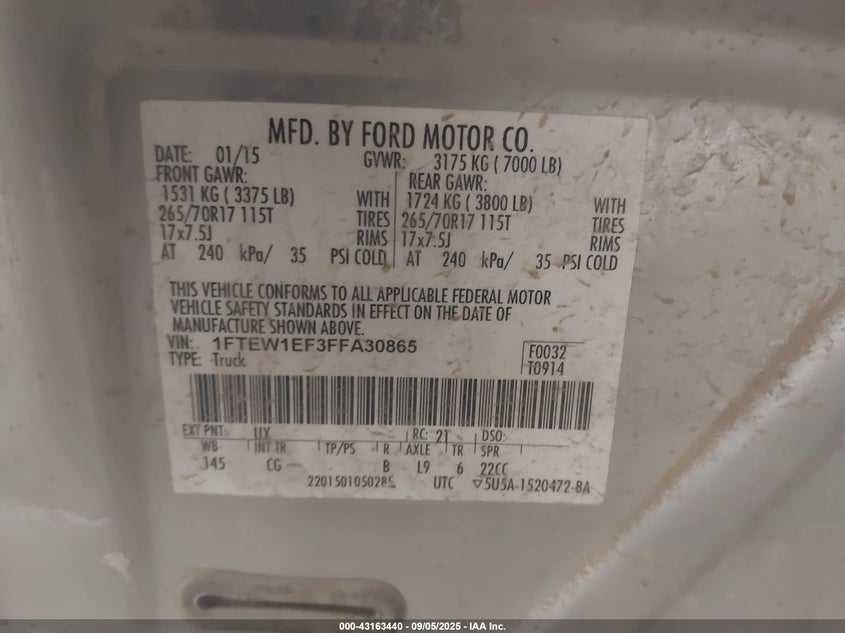 MFD. BY FORD MOTOR CO.
DATE: 01/15 GVWR: 3175 KG ( 7000 LB)
FRONT GAWR: REAR GAWR:
1531 KG ( 3375 LB) WITH 1724 KG ( 3800 LB) WITH
265/70R17 115T TIRES 265/70R17 115T TIRES
17x7.5J RIMS 17x7.5J RIMS
AT 240 kPa/ 35 PSI COLD AT 240 kPa/ 35 PSI COLD
THIS VEHICLE CONFORMS TO ALL APPLICABLE FEDERAL MOTOR
VEHICLE SAFETY STANDARDS IN EFFECT ON THE DATE OF
MANUFACTURE SHOWN ABOVE.
VIN: 1FTEW1EF3FFA30865 F0032
TYPE: Truck T0914
EXT PNT: UX RC: 21 DSO:
WB INT TR TP/PS R AXLE TR SPR
145 CG B L9 6 22CC
2201501050285 UTC ▽5U5A-1520472-BA
000-43163440 - 09/05/2025 - IAA Inc.